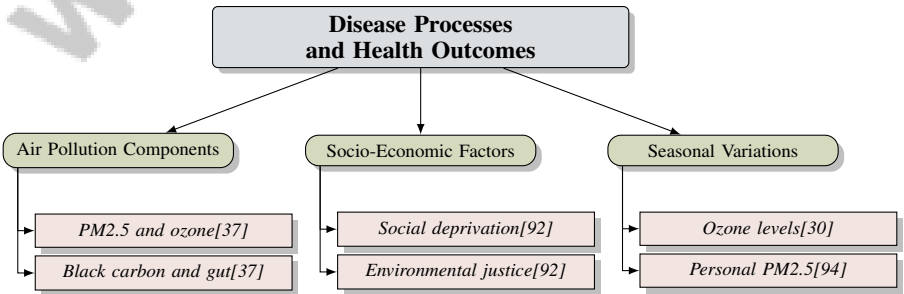 Disease Processes
and Health Outcomes
Air Pollution Components
Socio-Economic Factors
Seasonal Variations
PM2.5 and ozone[37]
Social deprivation[92]
Ozone levels[30]
Black carbon and gut[37]
Environmental justice[92]
Personal PM2.5[94]